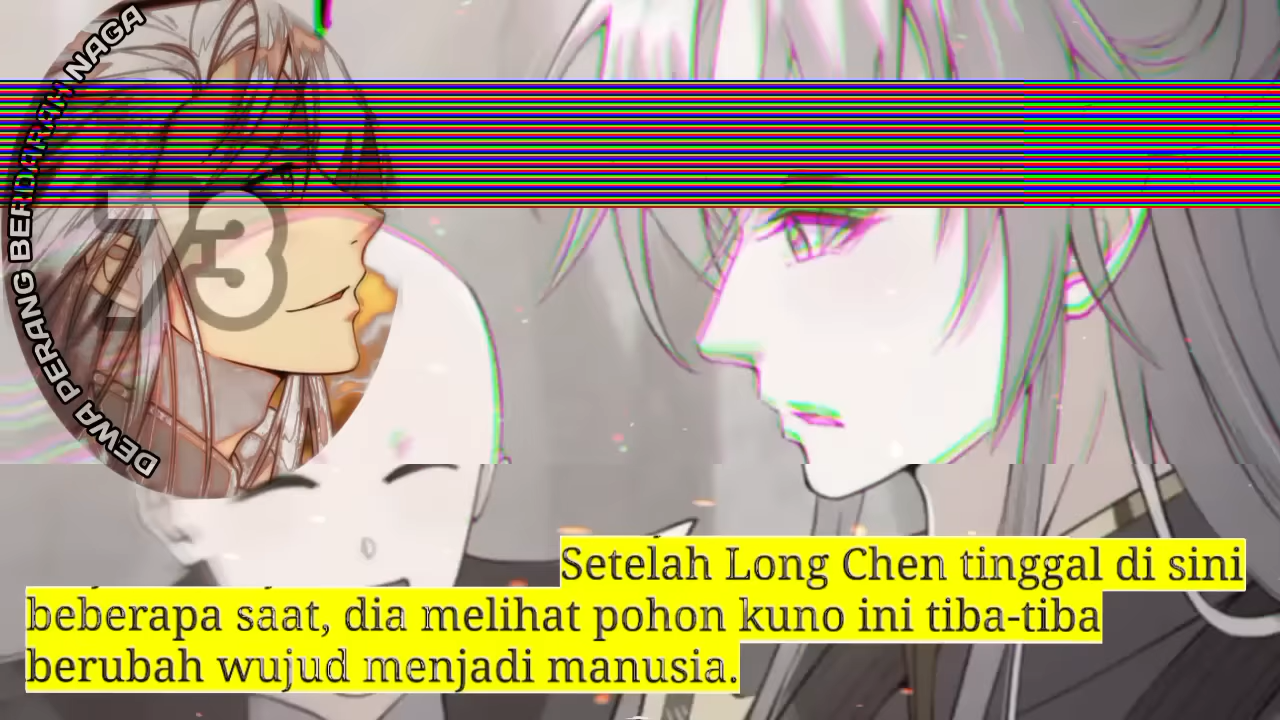 DEWA PERANG BERDARAH NAGA
73
Setelah Long Chen tinggal di sini
beberapa saat, dia melihat pohon kuno ini tiba-tiba
berubah wujud menjadi manusia.